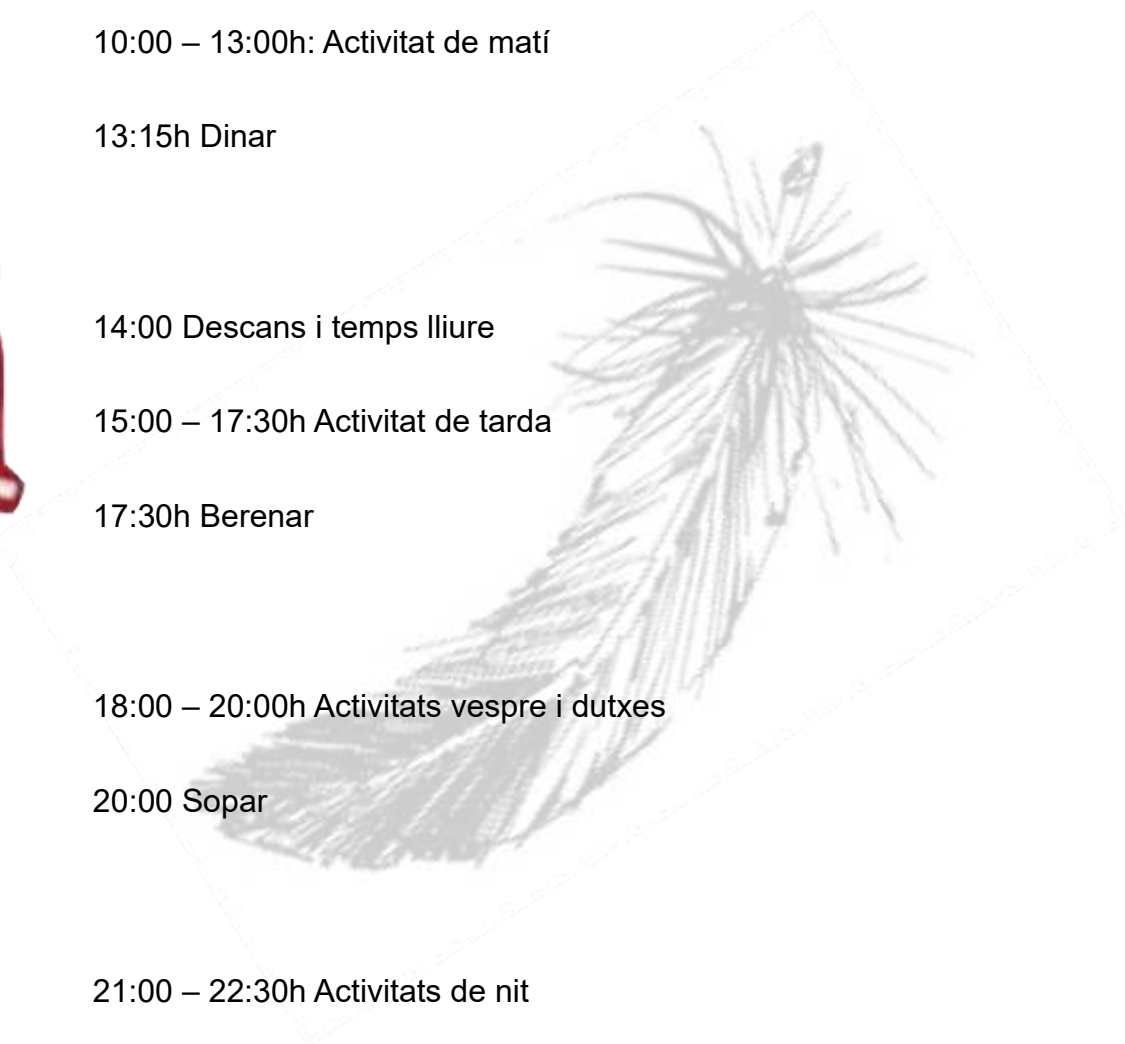 10:00 – 13:00h: Activitat de matí
13:15h Dinar
14:00 Descans i temps lliure
15:00 – 17:30h Activitat de tarda
17:30h Berenar
18:00 – 20:00h Activitats vespre i dutxes
20:00 Sopar
21:00 – 22:30h Activitats de nit